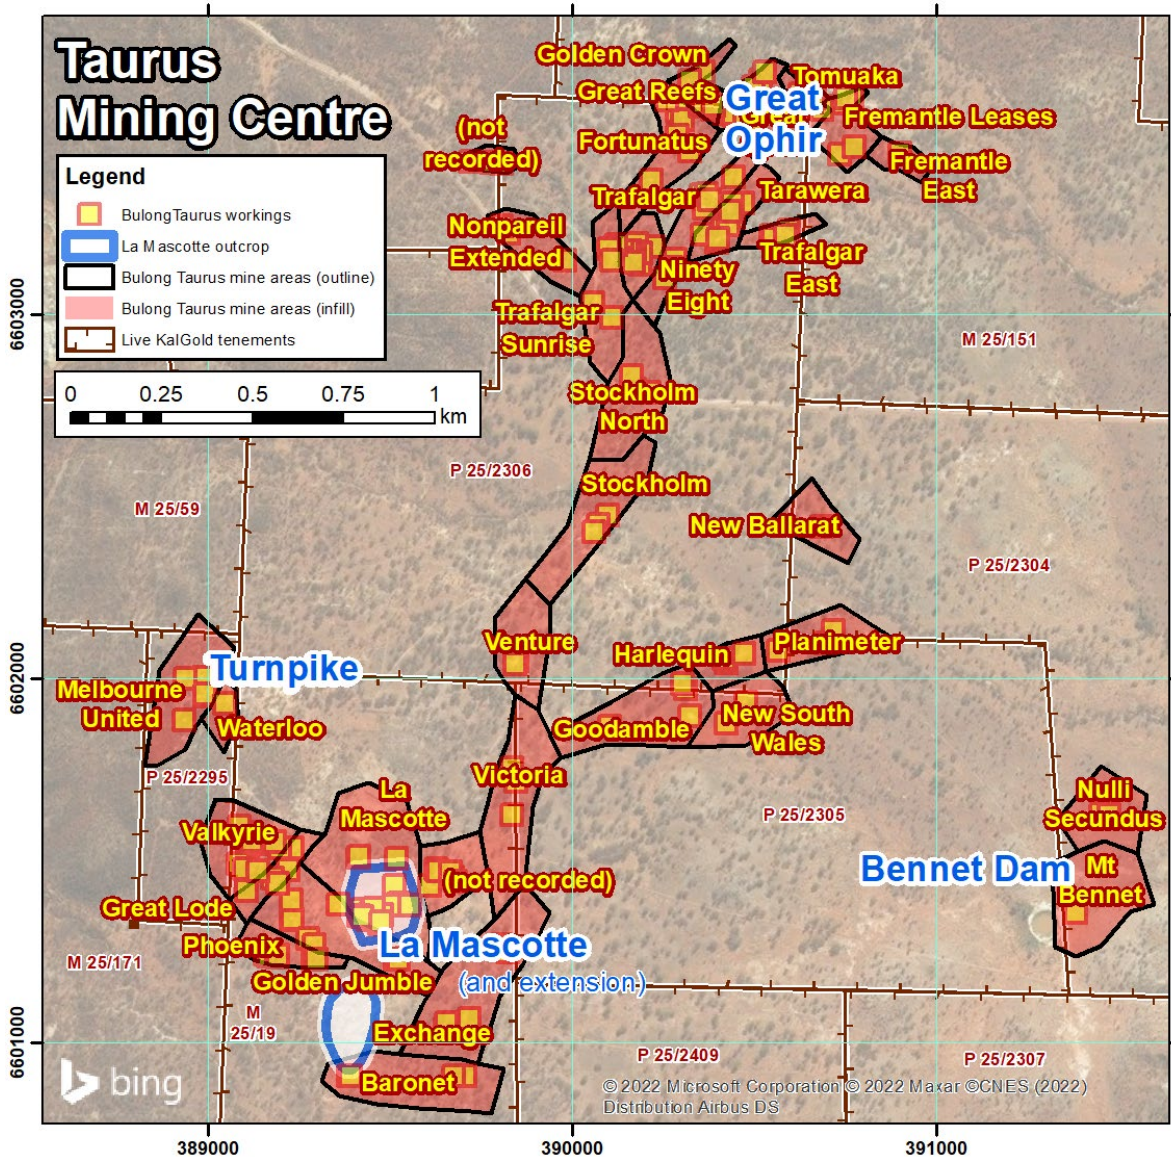 Taurus
Mining Centre
Legend
BulongTaurus workings
La Mascotte outcrop
Bulong Taurus mine areas (outline)
Bulong Taurus mine areas (infill)
Live KalGold tenements
0 0.25 0.5 0.75 1
km
Golden Crown
Great Reefs
Tomuaka
Great
Great
Ophir
Fremantle Leases
(not
recorded)
Fortunatus
Fremantle
East
Trafalgar
Tarawera
Nonpareil
Extended
Trafalgar
East
Ninety
Eight
Trafalgar
Sunrise
6603000
M 25/151
Stockholm
North
P 25/2306
Stockholm
M 25/59
New Ballarat
P 25/2304
Venture
Harlequin
Planimeter
Turnpike
6602000
Melbourne
United
Waterloo
Goodamble
New South
Wales
P 25/2295
Victoria
La
Mascotte
Nulli
Secundus
P 25/2305
Valkyrie
Bennet Dam
Mt
Bennet
(not recorded)
Great Lode
Phoenix
La Mascotte
(and extension)
M 25/171
Golden Jumble
M
25/19
Exchange
6601000
P 25/2409
P 25/2307
Baronet
bing
© 2022 Microsoft Corporation © 2022 Maxar ©CNES (2022)
Distribution Airbus DS
389000 390000 391000